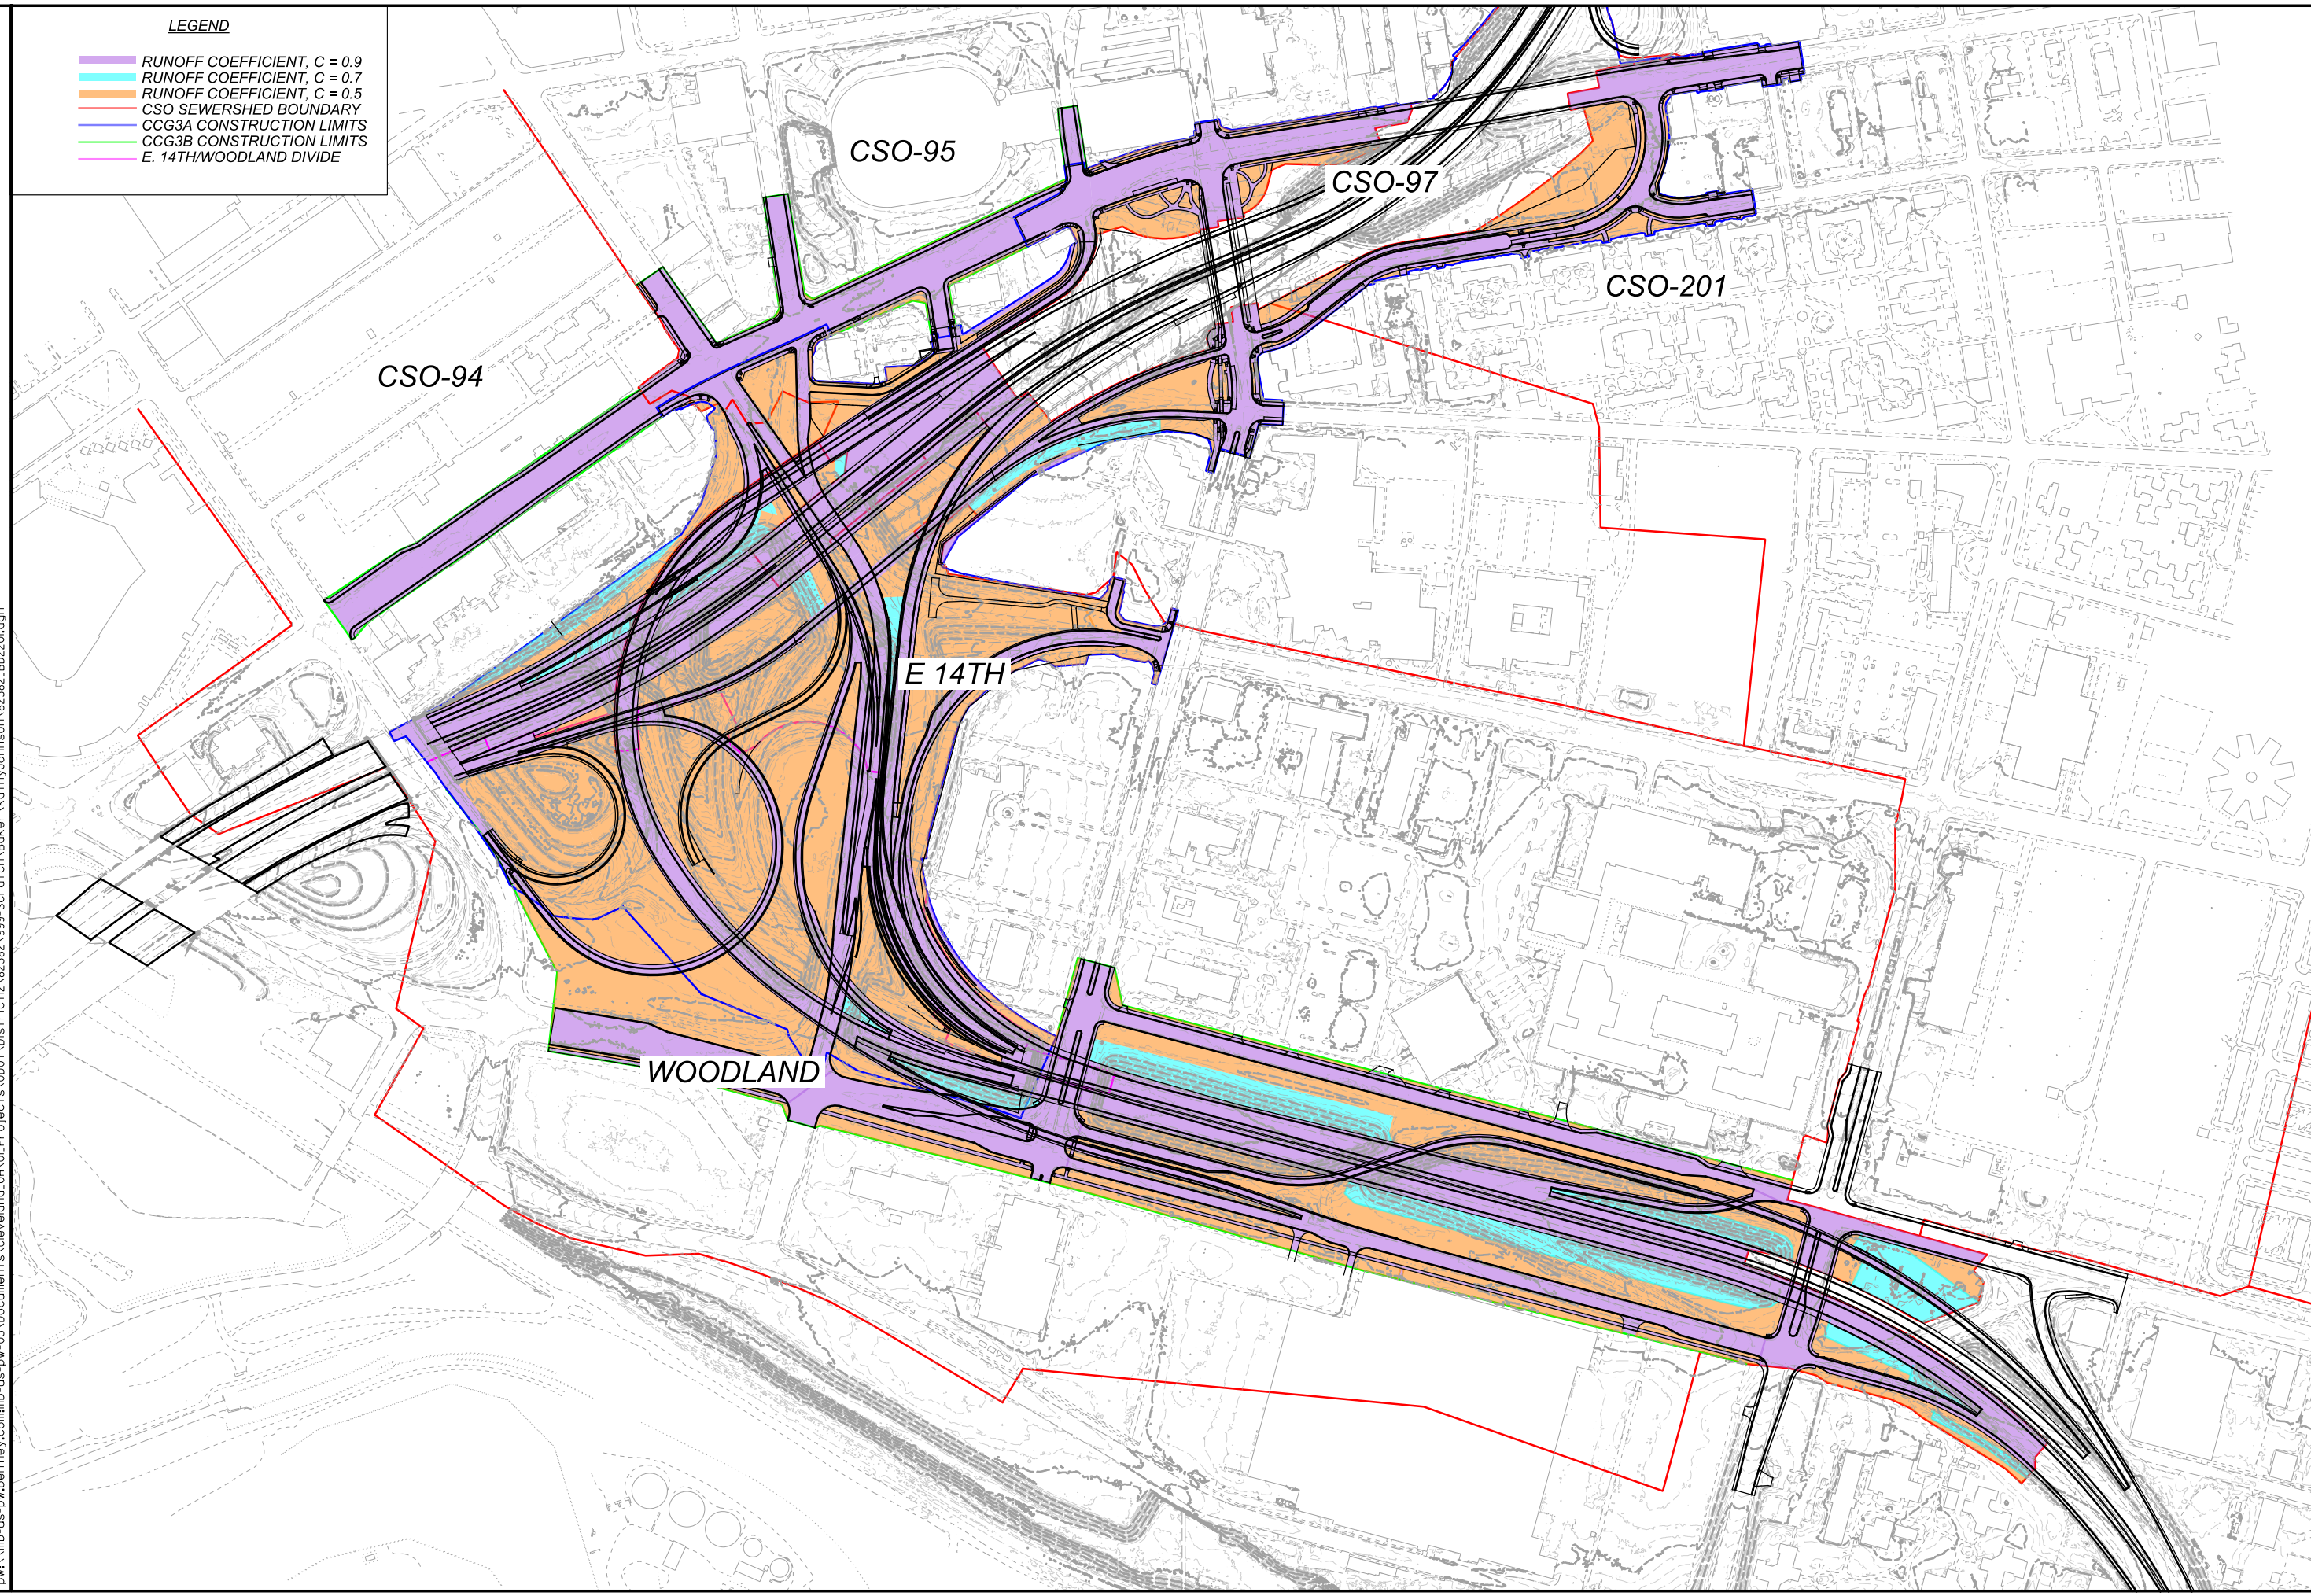 LEGEND
RUNOFF COEFFICIENT, C = 0.9
RUNOFF COEFFICIENT, C = 0.7
RUNOFF COEFFICIENT, C = 0.5
CSO SEWERSHED BOUNDARY
CCG3A CONSTRUCTION LIMITS
CCG3B CONSTRUCTION LIMITS
E. 14TH/WOODLAND DIVIDE
CSO-95
CSO-97
CSO-201
CSO-94
E 14TH
WOODLAND